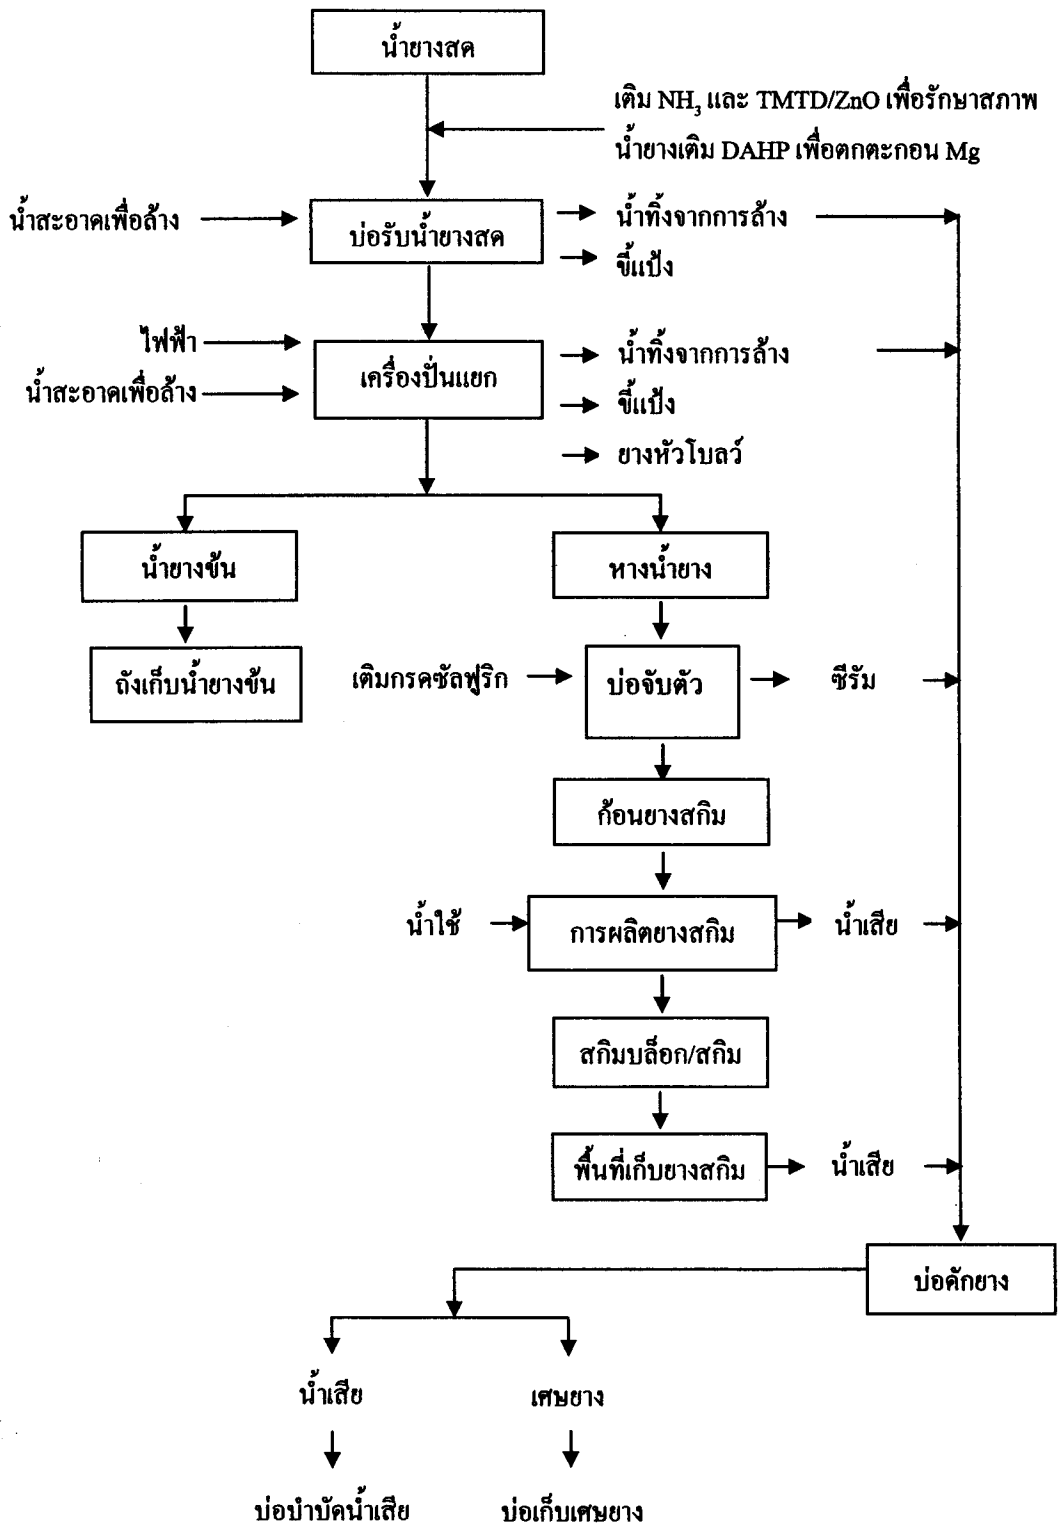 น้ำยางสด
เติม NH3 และ TMTD/ZnO เพื่อรักษาสภาพ
น้ำยางเติม DAHP เพื่อตกตะกอน Mg
น้ำสะอาดเพื่อล้าง
บ่อรับน้ำยางสด
น้ำทิ้งจากการล้าง
ขี้แป้ง
ไฟฟ้า
น้ำสะอาดเพื่อล้าง
เครื่องปั่นแยก
น้ำทิ้งจากการล้าง
ขี้แป้ง
ยางหัวโบลว์
น้ำยางข้น
หางน้ำยาง
ถังเก็บน้ำยางข้น
เติมกรดซัลฟูริก
บ่อจับตัว
ซีรัม
ก้อนยางสกิม
น้ำใช้
การผลิตยางสกิม
น้ำเสีย
สกิมบล็อก/สกิม
พื้นที่เก็บยางสกิม
น้ำเสีย
บ่อดักยาง
น้ำเสีย
เศษยาง
บ่อบำบัดน้ำเสีย
บ่อเก็บเศษยาง